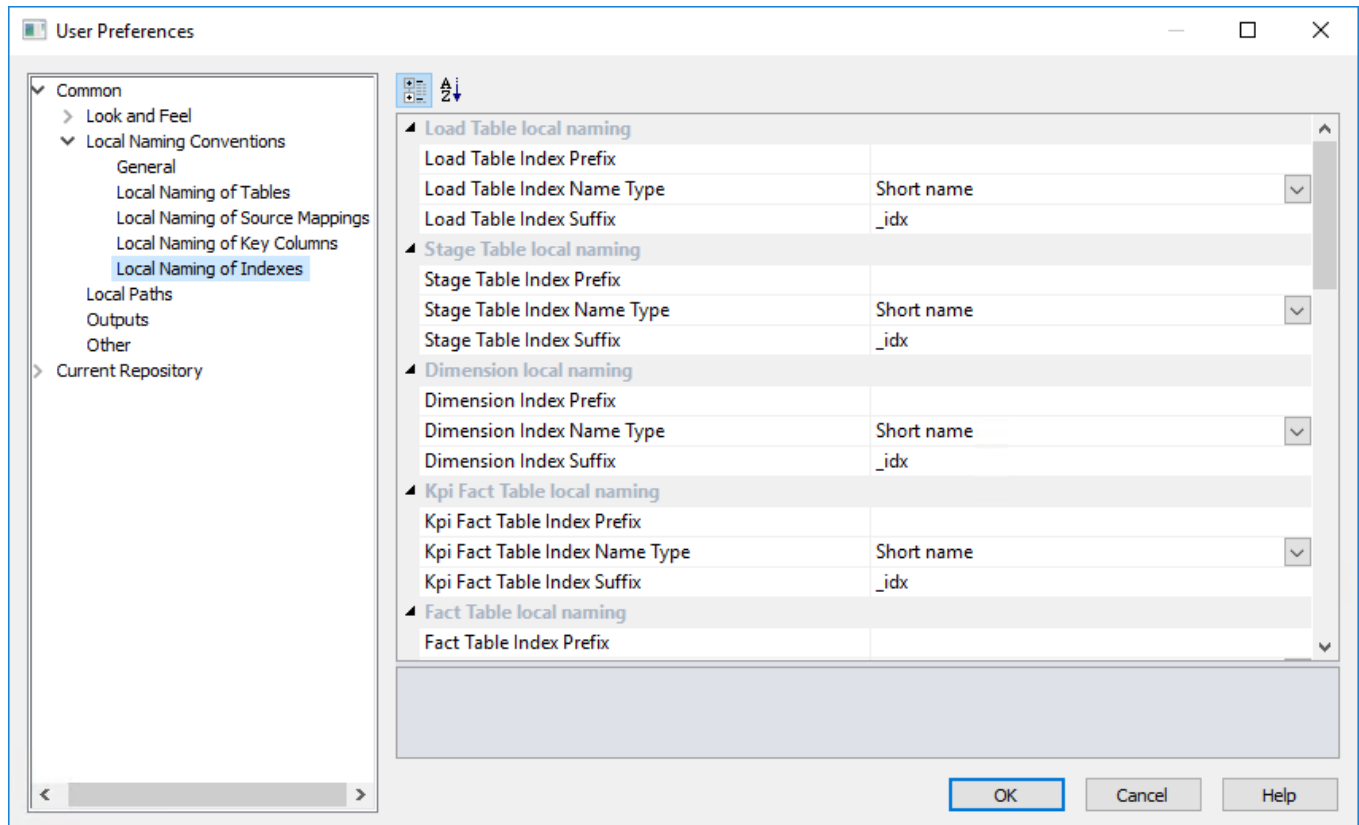 User Preferences
Common
Look and Feel
Local Naming Conventions
General
Local Naming of Tables
Local Naming of Source Mappings
Local Naming of Key Columns
Local Naming of Indexes
Local Paths
Outputs
Other
Current Repository
A
Z
Load Table local naming
Load Table Index Prefix
Load Table Index Name Type Short name
Load Table Index Suffix _idx
Stage Table local naming
Stage Table Index Prefix
Stage Table Index Name Type Short name
Stage Table Index Suffix _idx
Dimension local naming
Dimension Index Prefix
Dimension Index Name Type Short name
Dimension Index Suffix _idx
Kpi Fact Table local naming
Kpi Fact Table Index Prefix
Kpi Fact Table Index Name Type Short name
Kpi Fact Table Index Suffix _idx
Fact Table local naming
Fact Table Index Prefix
OK Cancel Help